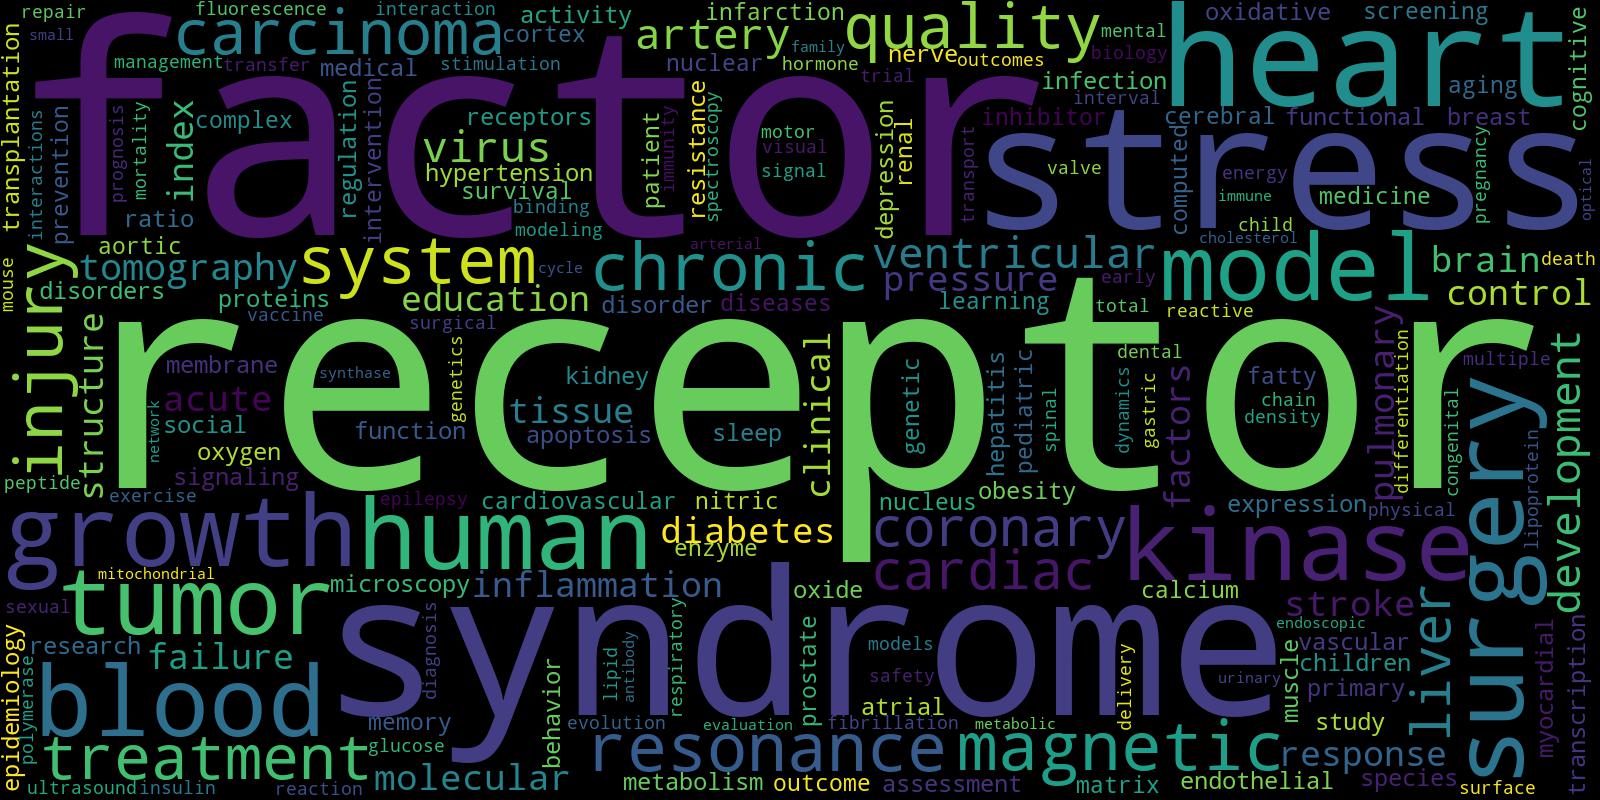 repair
fluorescence
interaction
activity
infarction
quality
mental
heart
oxidative
screening
cognitive
small
carcinoma
cortex
artery
family
nerve
outcomes
biology
transplantation
factor
management
transfer
medical
stimulation
nuclear
hormone
trial
infection
interval
aging
interactions
prevention
prognosis
mortality
index
complex
regulation
intervention
receptors
virus
hypertension
survival
binding
modeling
patient
immunity
resistance
spectroscopy
motor
visual
signal
depression
renal
transport
inhibitor
stress
valve
computed
cerebral
functional
breast
energy
immune
medicine
pregnancy
optical
child
cholesterol
ratio
aortic
tomography
disorders
system
cycle
chronic
arterial
ventricular
pressure
early
model
brain
death
control
mouse
injury
proteins
vaccine
education
surgical
disorder
diseases
learning
total
reactive
structure
receptor
membrane
acute
social
network
oxygen
signaling
synthase
function
genetics
kidney
tissue
apoptosis
sleep
clinical
genetic
hepatitis
pediatric
spinal
dental
dynamics
gastric
factors
fatty
chain
density
pulmonary
differentiation
multiple
congenital
development
peptide
exercise
epilepsy
cardiovascular
nitric
nucleus
obesity
expression
physical
surgery
lipoprotein
growth
human
diabetes
enzyme
coronary
cardiac
kinase
mitochondrial
tumor
microscopy
inflammation
oxide
calcium
stroke
endoscopic
sexual
syndrome
epidemiology
research
failure
polymerase
diagnosis
behavior
lipid
antibody
respiratory
prostate
models
safety
atrial
delivery
urinary
muscle
vascular
children
primary
liver
myocardial
transcription
blood
memory
evolution
evaluation
fibrillation
metabolic
study
treatment
glucose
resonance
magnetic
response
ultrasound
insulin
reaction
molecular
metabolism
outcome
assessment
matrix
endothelial
species
surface